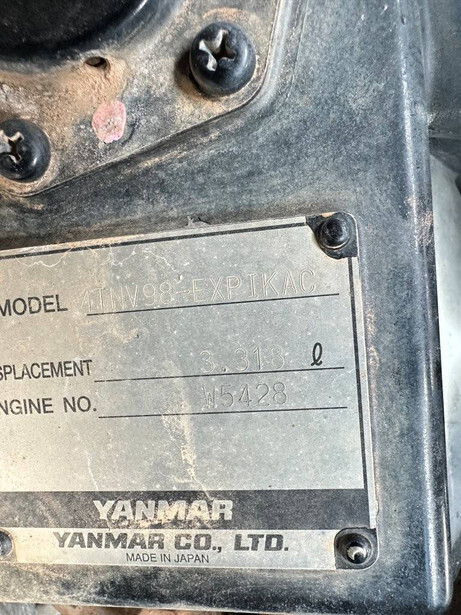 MODEL 4TNV98-EXPTKAC
SPLACEMENT 3.318 ℓ
NGINE NO. W5428
YANMAR
YANMAR CO., LTD.
MADE IN JAPAN